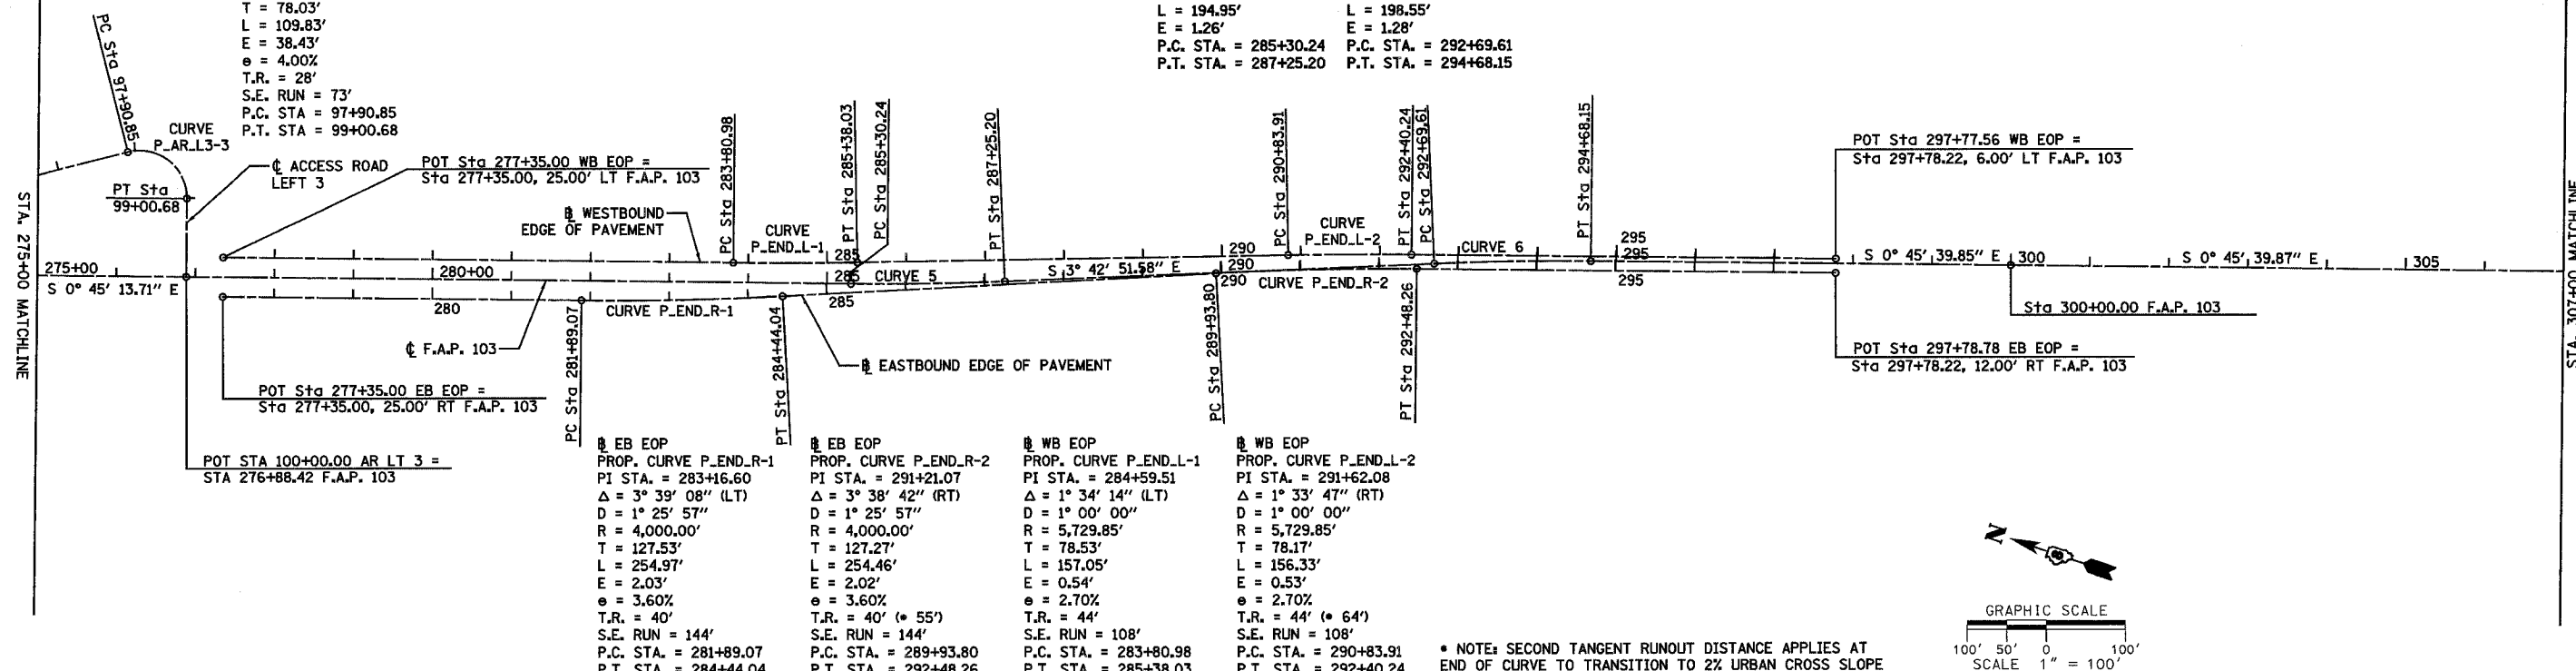 T = 78.03'
L = 109.83'
E = 38.43'
e = 4.00%
T.R. = 28'
S.E. RUN = 73'
P.C. STA = 97+90.85
P.T. STA = 99+00.68
L = 194.95'
E = 1.26'
P.C. STA. = 285+30.24
P.T. STA. = 287+25.20
L = 198.55'
E = 1.28'
P.C. STA. = 292+69.61
P.T. STA. = 294+68.15
PC Sta 97+90.85
CURVE
P_AR_L3-3
PT Sta
99+00.68
℄ ACCESS ROAD
LEFT 3
POT Sta 277+35.00 WB EOP =
Sta 277+35.00, 25.00' LT F.A.P. 103
STA. 275+00 MATCHLINE
275+00
S 0° 45' 13.71" E
280+00
280
℄ F.A.P. 103
POT Sta 277+35.00 EB EOP =
Sta 277+35.00, 25.00' RT F.A.P. 103
POT STA 100+00.00 AR LT 3 =
STA 276+88.42 F.A.P. 103
WESTBOUND
EDGE OF PAVEMENT
PC Sta 281+89.07
CURVE P_END_R-1
PC Sta 283+80.98
CURVE
P_END_L-1
PT Sta 284+44.04
PT Sta 285+38.03
PC Sta 285+30.24
285
285
285
CURVE 5
EASTBOUND EDGE OF PAVEMENT
PT Sta 287+25.20
S 3° 42' 51.58" E
290
290
290
PC Sta 289+93.80
PC Sta 290+83.91
CURVE
P_END_L-2
CURVE P_END_R-2
PT Sta 292+40.24
PC Sta 292+69.61
PT Sta 292+48.26
CURVE 6
PT Sta 294+68.15
295
295
295
POT Sta 297+77.56 WB EOP =
Sta 297+78.22, 6.00' LT F.A.P. 103
S 0° 45' 39.85" E
300
S 0° 45' 39.87" E
305
Sta 300+00.00 F.A.P. 103
POT Sta 297+78.78 EB EOP =
Sta 297+78.22, 12.00' RT F.A.P. 103
STA. 307+00 MATCHLINE
EB EOP
PROP. CURVE P_END_R-1
PI STA. = 283+16.60
Δ = 3° 39' 08" (LT)
D = 1° 25' 57"
R = 4,000.00'
T = 127.53'
L = 254.97'
E = 2.03'
e = 3.60%
T.R. = 40'
S.E. RUN = 144'
P.C. STA. = 281+89.07
P.T. STA. = 284+44.04
EB EOP
PROP. CURVE P_END_R-2
PI STA. = 291+21.07
Δ = 3° 38' 42" (RT)
D = 1° 25' 57"
R = 4,000.00'
T = 127.27'
L = 254.46'
E = 2.02'
e = 3.60%
T.R. = 40' (* 55')
S.E. RUN = 144'
P.C. STA. = 289+93.80
P.T. STA. = 292+48.26
WB EOP
PROP. CURVE P_END_L-1
PI STA. = 284+59.51
Δ = 1° 34' 14" (LT)
D = 1° 00' 00"
R = 5,729.85'
T = 78.53'
L = 157.05'
E = 0.54'
e = 2.70%
T.R. = 44'
S.E. RUN = 108'
P.C. STA. = 283+80.98
P.T. STA. = 285+38.03
WB EOP
PROP. CURVE P_END_L-2
PI STA. = 291+62.08
Δ = 1° 33' 47" (RT)
D = 1° 00' 00"
R = 5,729.85'
T = 78.17'
L = 156.33'
E = 0.53'
e = 2.70%
T.R. = 44' (* 64')
S.E. RUN = 108'
P.C. STA. = 290+83.91
P.T. STA. = 292+40.24
* NOTE: SECOND TANGENT RUNOUT DISTANCE APPLIES AT
END OF CURVE TO TRANSITION TO 2% URBAN CROSS SLOPE
N
GRAPHIC SCALE
100' 50' 0 100'
SCALE 1" = 100'